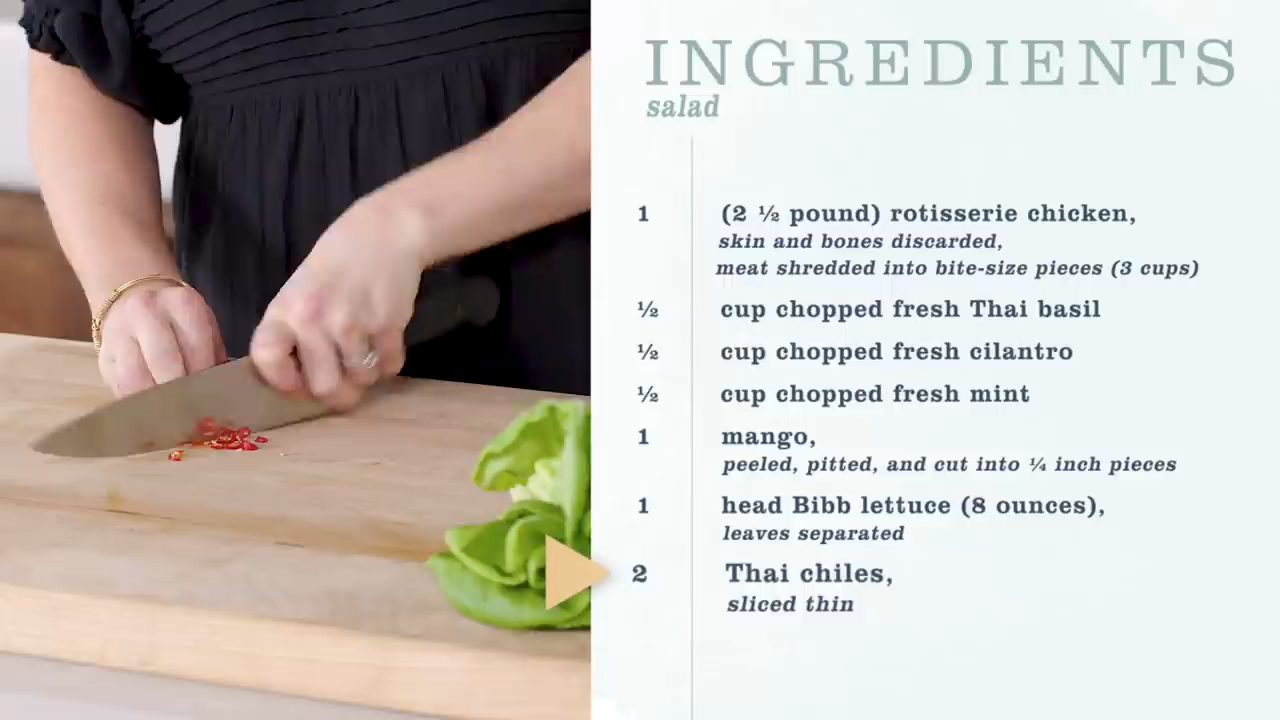 INGREDIENTS
salad
1 (2 ½ pound) rotisserie chicken,
skin and bones discarded,
meat shredded into bite-size pieces (3 cups)
½ cup chopped fresh Thai basil
½ cup chopped fresh cilantro
½ cup chopped fresh mint
1 mango,
peeled, pitted, and cut into ¼ inch pieces
1 head Bibb lettuce (8 ounces),
leaves separated
2 Thai chiles,
sliced thin